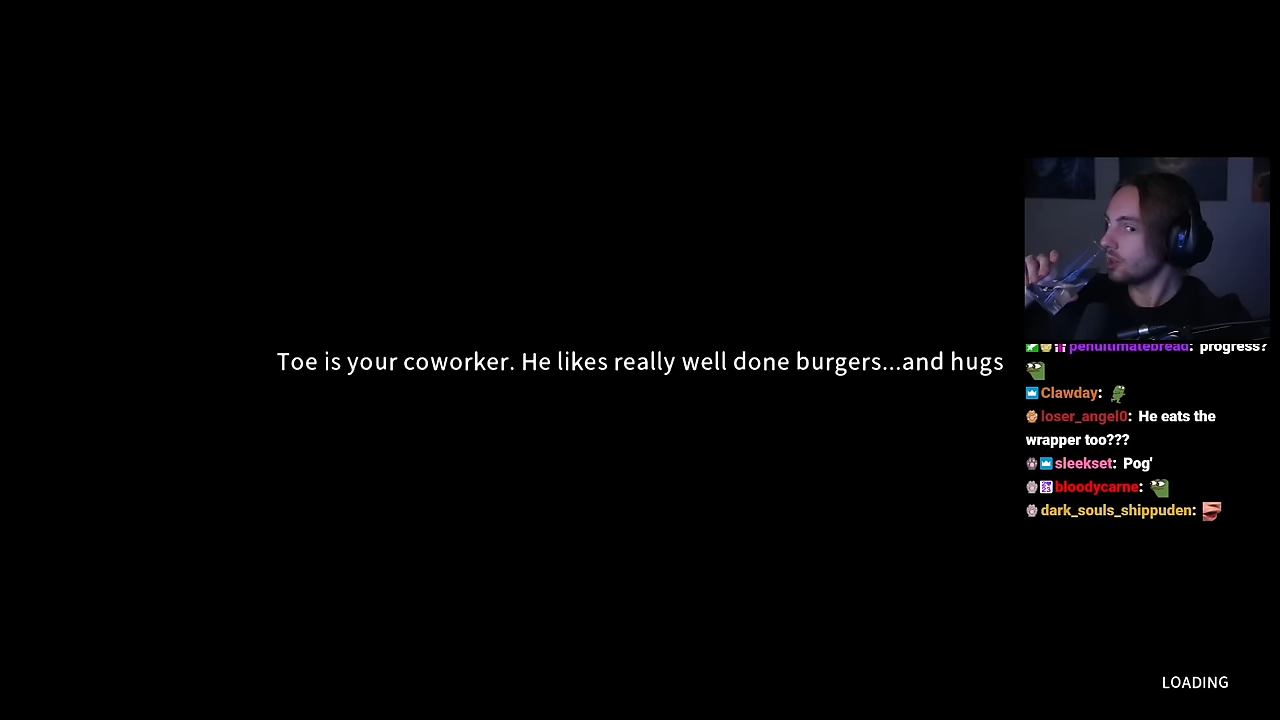 Toe is your coworker. He likes really well done burgers...and hugs
penultimatebread: progress?
Clawday:
loser_angel0: He eats the
wrapper too???
sleekset: Pog'
bloodycarne:
dark_souls_shippuden:
LOADING